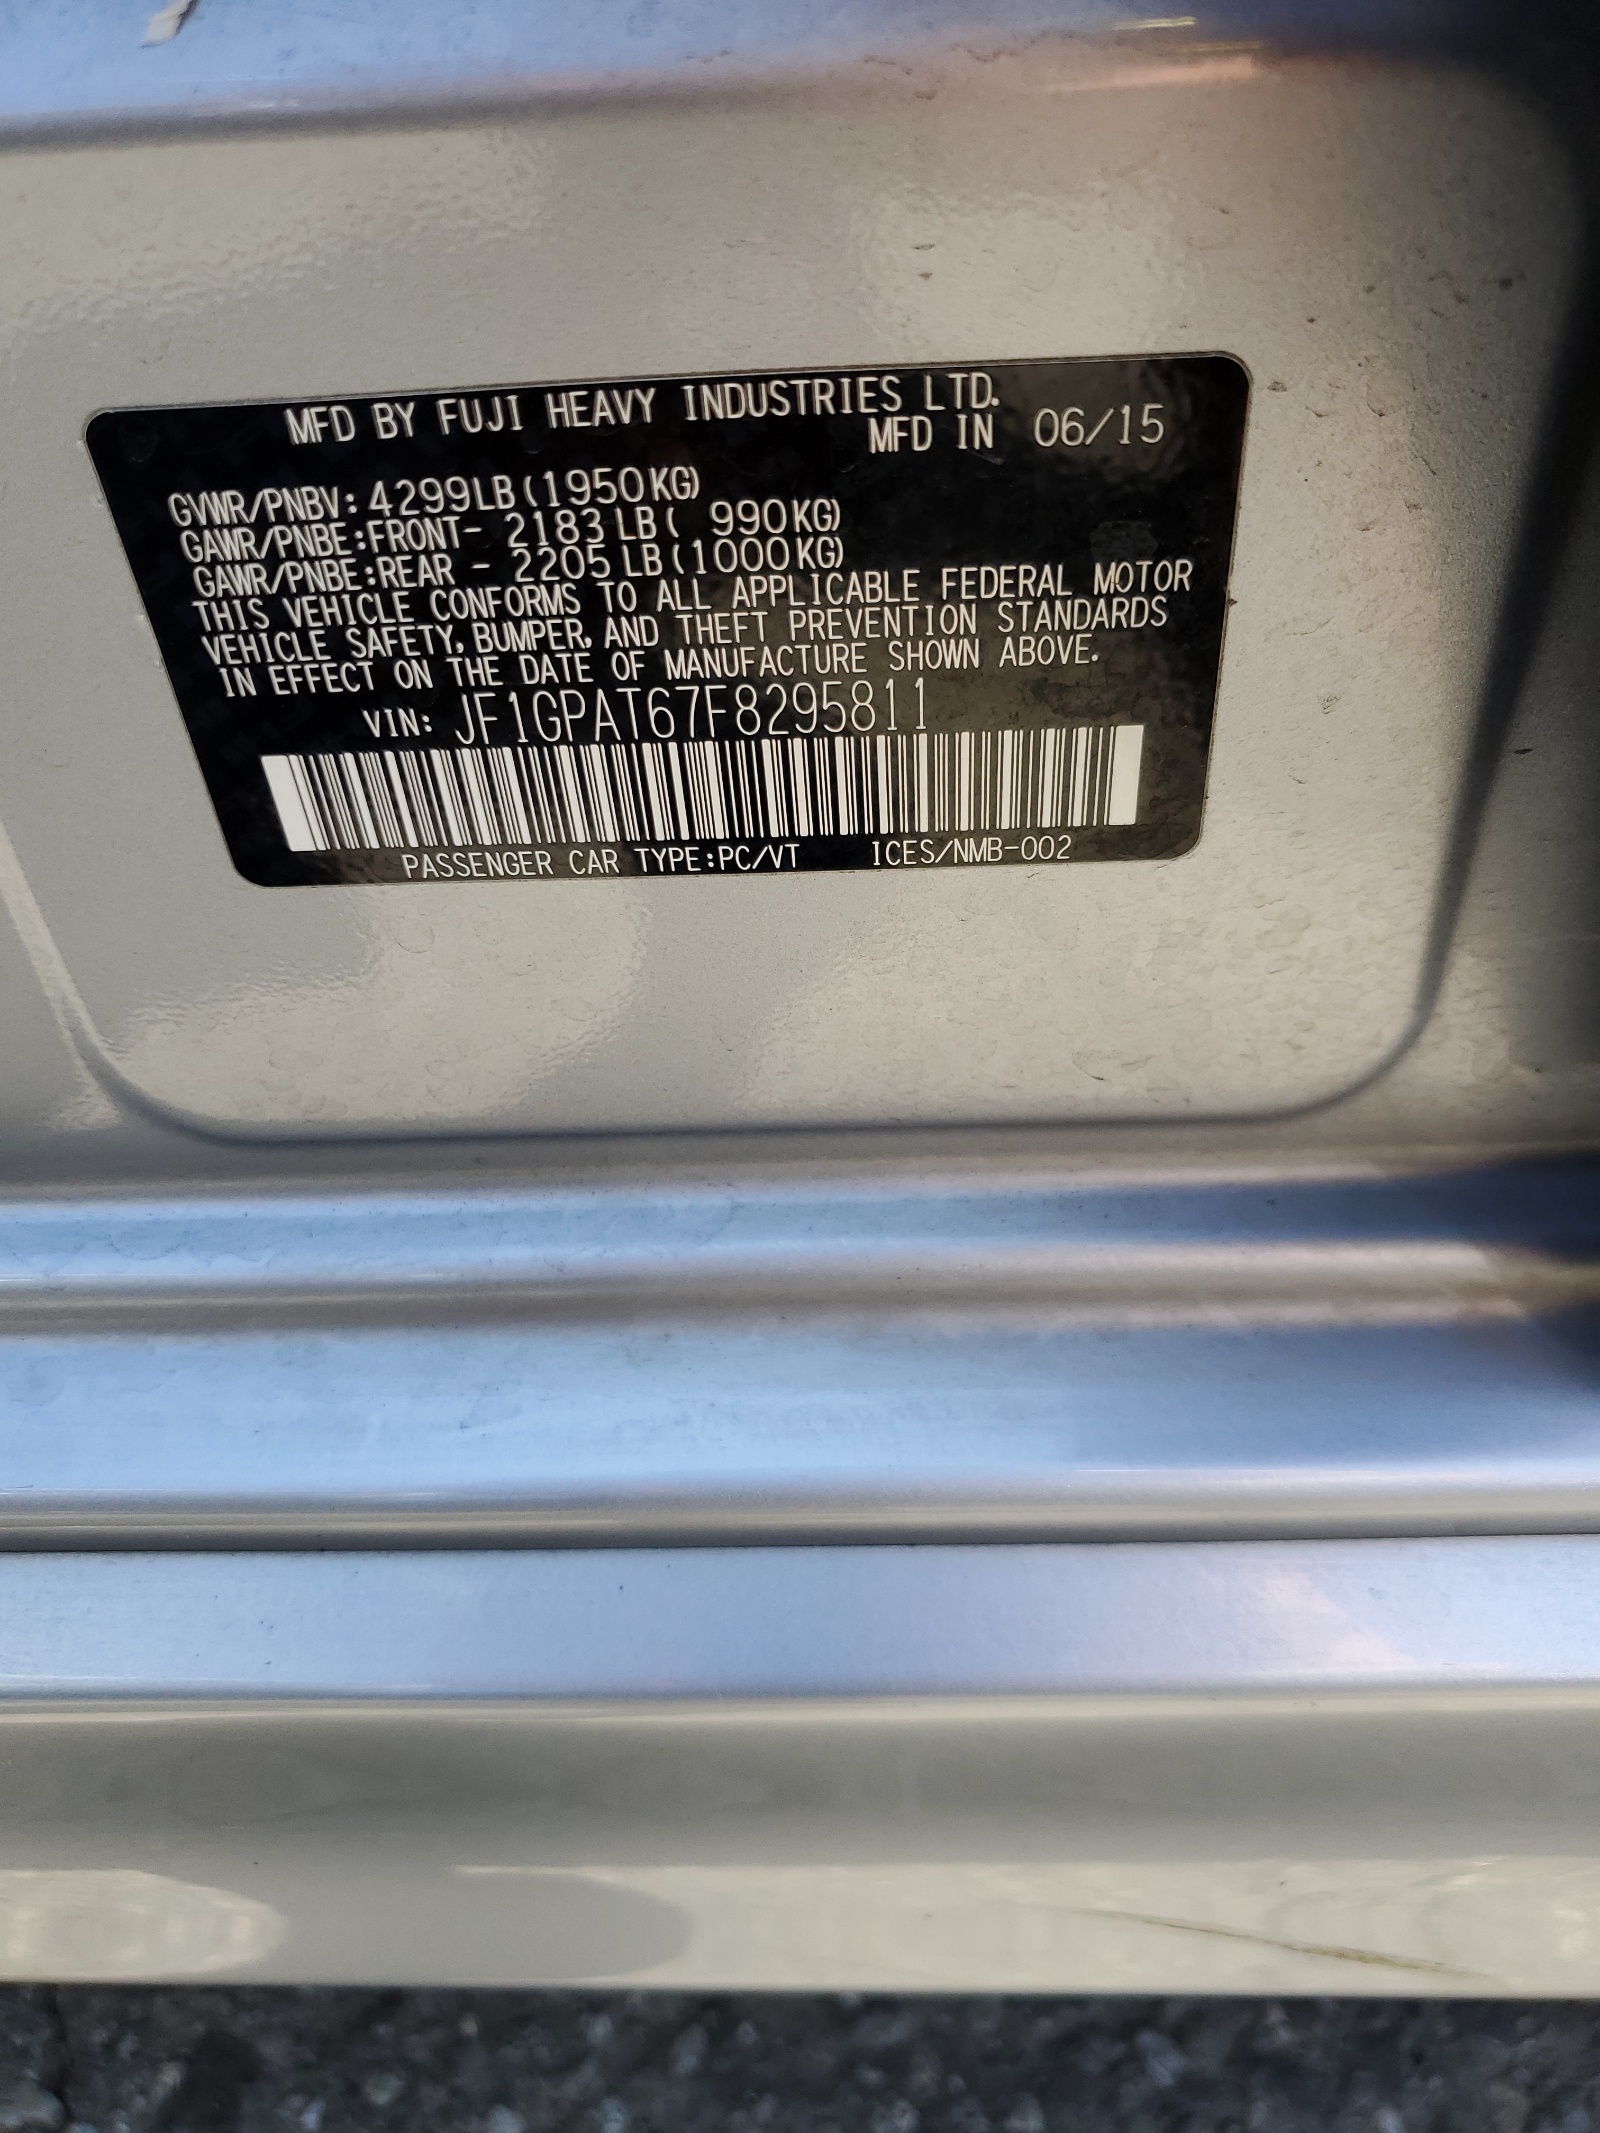 MFD BY FUJI HEAVY INDUSTRIES LTD.
MFD IN 06/15
GVWR/PNBV: 4299LB (1950KG)
GAWR/PNBE:FRONT- 2183 LB ( 990KG)
GAWR/PNBE:REAR - 2205 LB (1000KG)
THIS VEHICLE CONFORMS TO ALL APPLICABLE FEDERAL MOTOR
VEHICLE SAFETY, BUMPER, AND THEFT PREVENTION STANDARDS
IN EFFECT ON THE DATE OF MANUFACTURE SHOWN ABOVE.
VIN: JF1GPAT67F8295811
PASSENGER CAR TYPE:PC/VT ICES/NMB-002